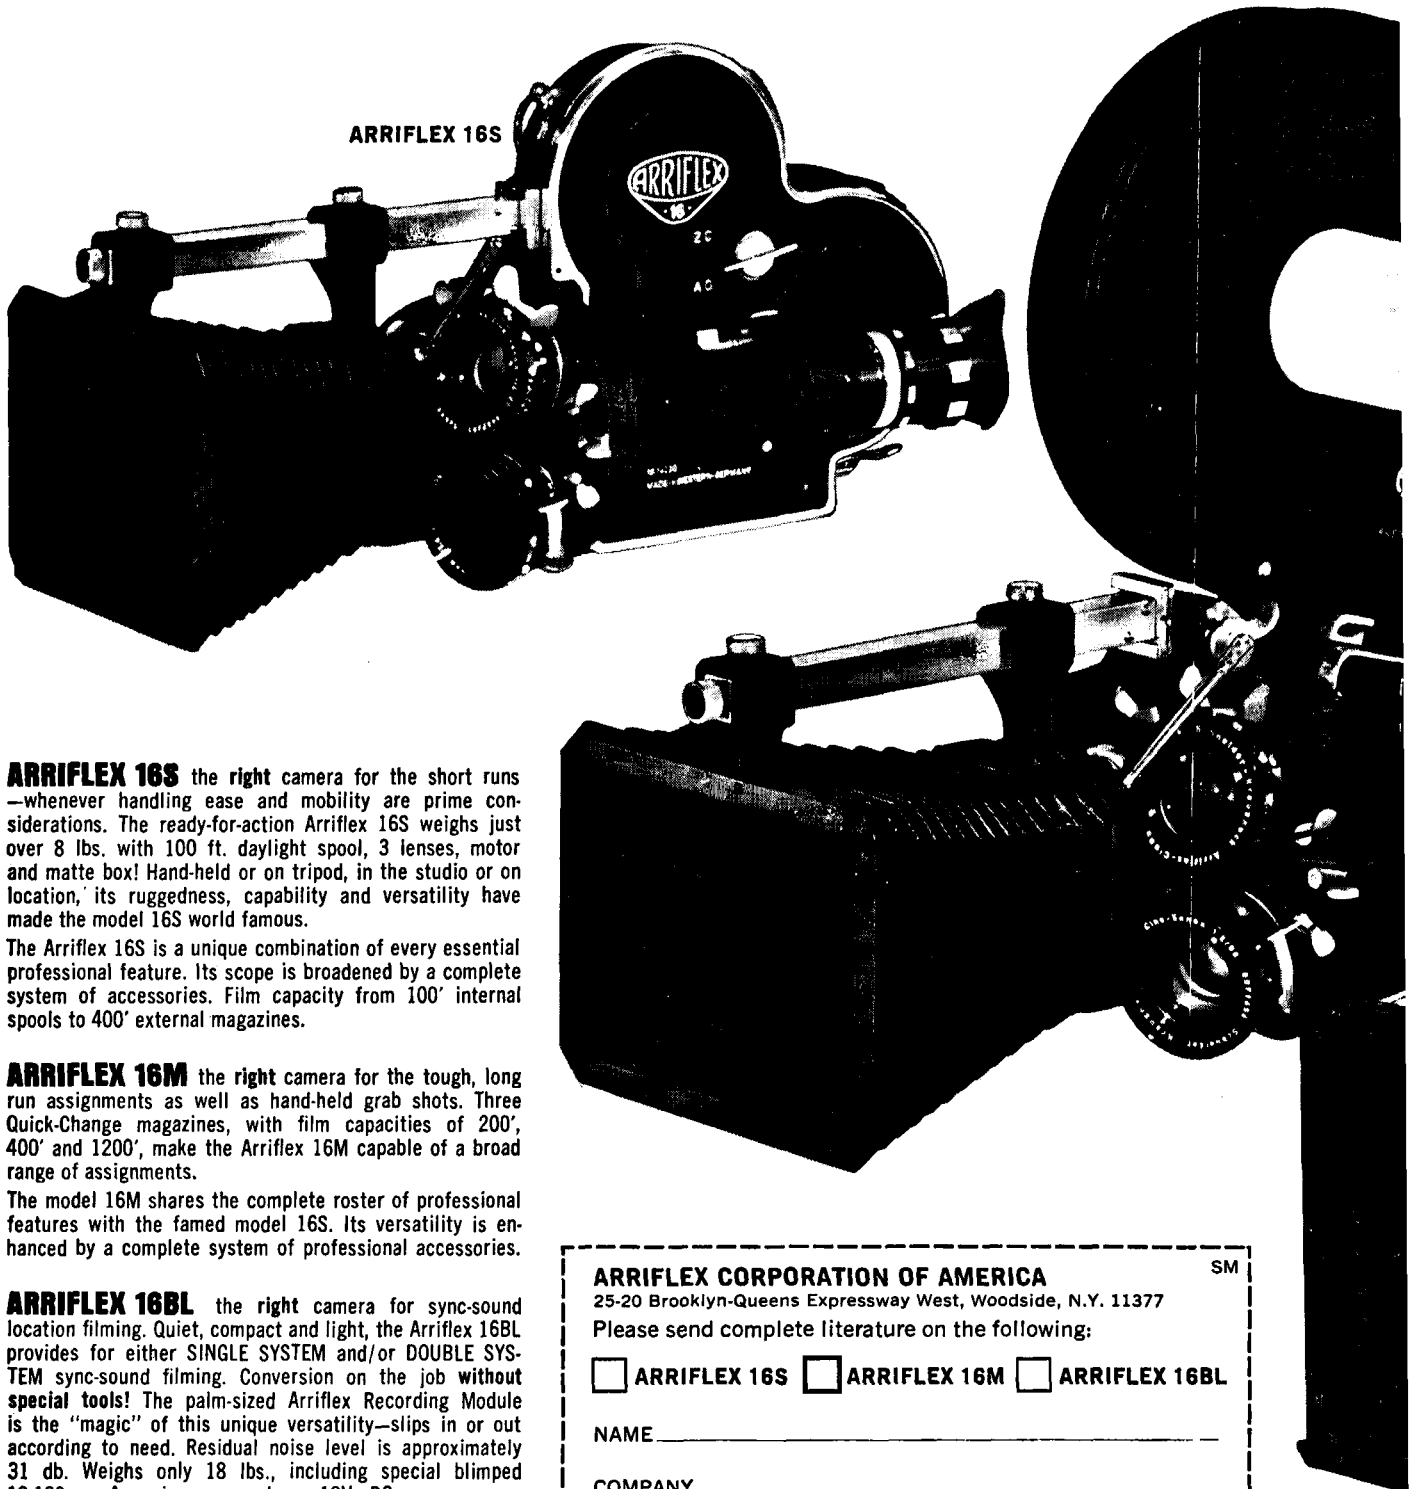 ARRIFLEX 16S
ARRIFLEX
·16·
ARRIFLEX 16S the right camera for the short runs
—whenever handling ease and mobility are prime con-
siderations. The ready-for-action Arriflex 16S weighs just
over 8 lbs. with 100 ft. daylight spool, 3 lenses, motor
and matte box! Hand-held or on tripod, in the studio or on
location, its ruggedness, capability and versatility have
made the model 16S world famous.
The Arriflex 16S is a unique combination of every essential
professional feature. Its scope is broadened by a complete
system of accessories. Film capacity from 100′ internal
spools to 400′ external magazines.
ARRIFLEX 16M the right camera for the tough, long
run assignments as well as hand-held grab shots. Three
Quick-Change magazines, with film capacities of 200′,
400′ and 1200′, make the Arriflex 16M capable of a broad
range of assignments.
The model 16M shares the complete roster of professional
features with the famed model 16S. Its versatility is en-
hanced by a complete system of professional accessories.
ARRIFLEX 16BL the right camera for sync-sound
location filming. Quiet, compact and light, the Arriflex 16BL
provides for either SINGLE SYSTEM and/or DOUBLE SYS-
TEM sync-sound filming. Conversion on the job without
special tools! The palm-sized Arriflex Recording Module
is the "magic" of this unique versatility—slips in or out
according to need. Residual noise level is approximately
31 db. Weighs only 18 lbs., including special blimped
SM
ARRIFLEX CORPORATION OF AMERICA
25-20 Brooklyn-Queens Expressway West, Woodside, N.Y. 11377
Please send complete literature on the following:
ARRIFLEX 16S ARRIFLEX 16M ARRIFLEX 16BL
NAME
COMPANY